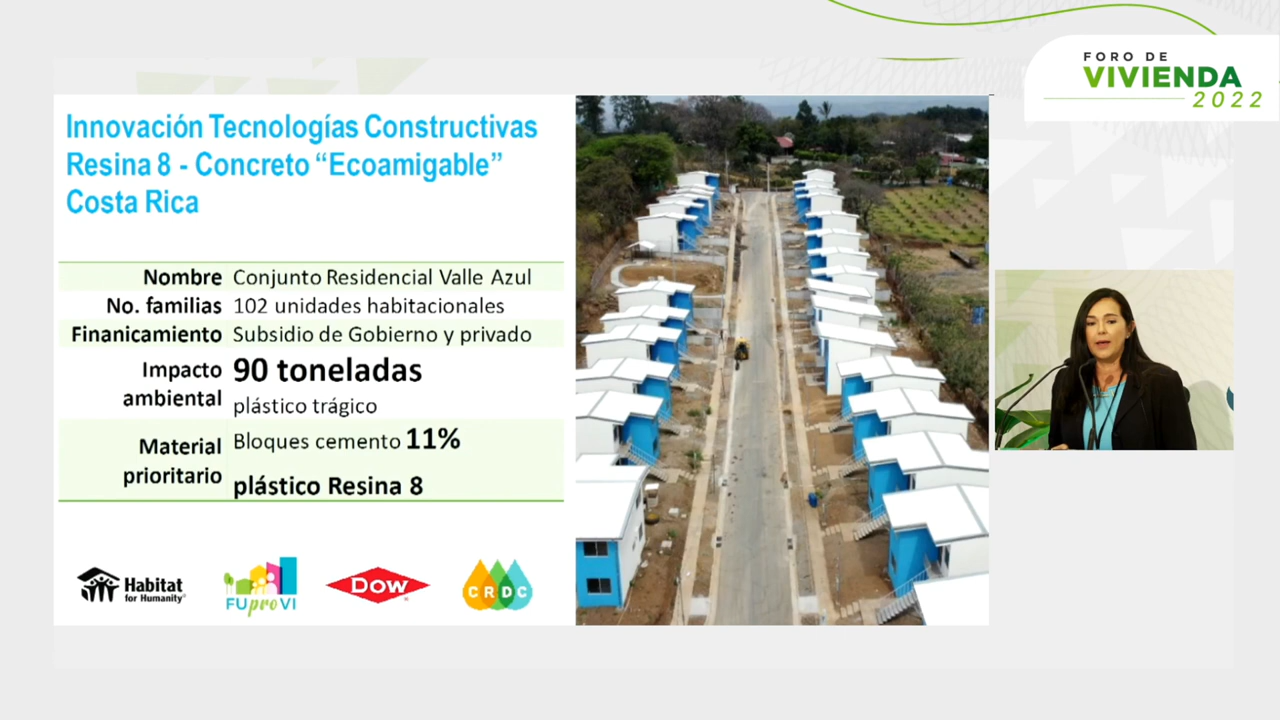 FORO DE
VIVIENDA
2022
Innovación Tecnologías Constructivas
Resina 8 - Concreto “Ecoamigable”
Costa Rica
Nombre Conjunto Residencial Valle Azul
No. familias 102 unidades habitacionales
Finanicamiento Subsidio de Gobierno y privado
Impacto ambiental 90 toneladas
plástico trágico
Material prioritario Bloques cemento 11%
plástico Resina 8
Habitat
for Humanity®
FUproVI
DOW
CRDC